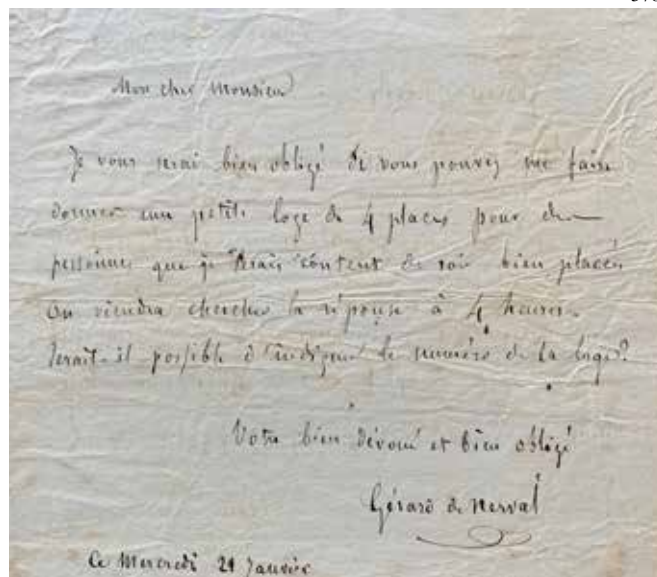 Mon cher Monsieur
Je vous serai bien obligé si vous pouvez me faire
donner une petite loge de 4 places pour des
personnes que je serais content de voir bien placées
On viendra chercher la réponse à 4 heures.
Serait-il possible d'indiquer le numéro de la loge?
Votre bien dévoué et bien obligé
Gérard de Nerval
Ce Mercredi 21 Janvier